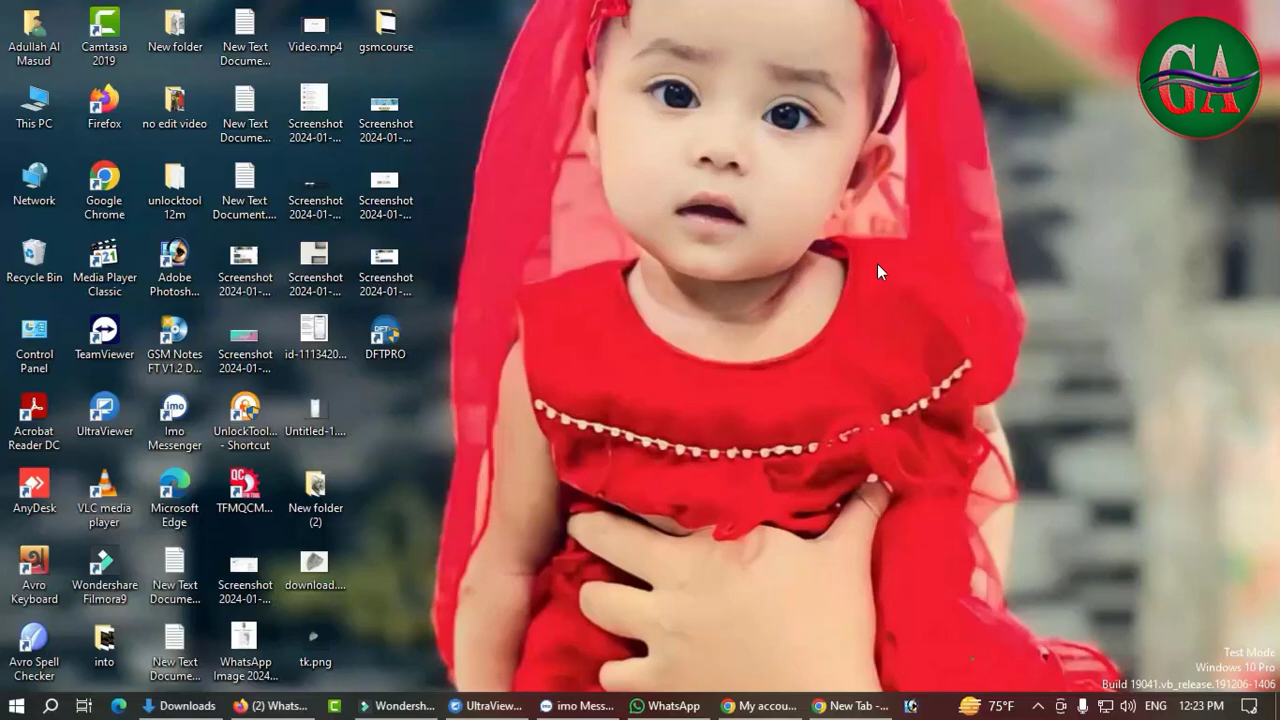 Adullah Al
Masud
Camtasia
2019
New folder
New Text
Docume...
Video.mp4
gsmcourse
This PC
Firefox
no edit video
New Text
Docume...
Screenshot
2024-01-...
Screenshot
2024-01-...
Network
Google
Chrome
unlocktool
12m
New Text
Document....
Screenshot
2024-01-...
Screenshot
2024-01-...
Recycle Bin
Media Player
Classic
Adobe
Photosh...
Screenshot
2024-01-...
Screenshot
2024-01-...
Screenshot
2024-01-...
Control
Panel
TeamViewer
GSM Notes
FT V1.2 D...
Screenshot
2024-01-...
id-1113420...
DFTPRO
Acrobat
Reader DC
UltraViewer
Imo
Messenger
UnlockTool...
- Shortcut
Untitled-1....
AnyDesk
VLC media
player
Microsoft
Edge
TFMQCM...
New folder
(2)
Avro
Keyboard
Wondershare
Filmora9
New Text
Docume...
Screenshot
2024-01-...
download....
Avro Spell
Checker
into
New Text
Docume...
WhatsApp
Image 2024...
tk.png
GA
Test Mode
Windows 10 Pro
Build 19041.vb_release.191206-1406
Downloads
(2) Whats...
Wondersh...
UltraView...
imo Mess...
WhatsApp
My accou...
New Tab -...
75°F
ENG
12:23 PM